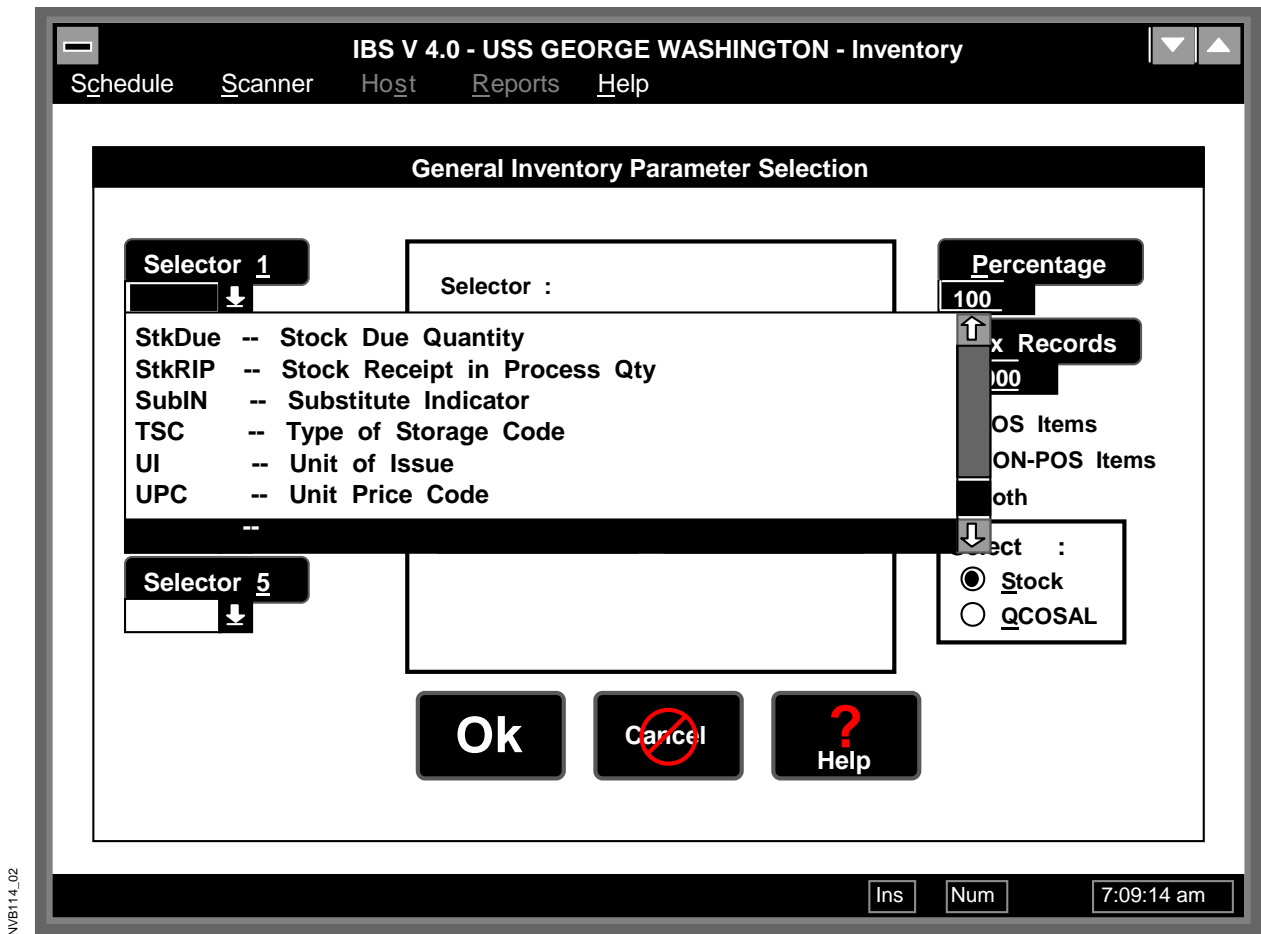 IBS V 4.0 - USS GEORGE WASHINGTON - Inventory
Schedule Scanner Host Reports Help
General Inventory Parameter Selection
Selector 1
Selector :
Percentage
100
StkDue -- Stock Due Quantity
StkRIP -- Stock Receipt in Process Qty
SubIN -- Substitute Indicator
TSC -- Type of Storage Code
UI -- Unit of Issue
UPC -- Unit Price Code
--
x Records
000
OS Items
ON-POS Items
oth
Selector 5
ect :
Stock
QCOSAL
Ok
Cancel
?
Help
Ins Num 7:09:14 am
NVB114_02